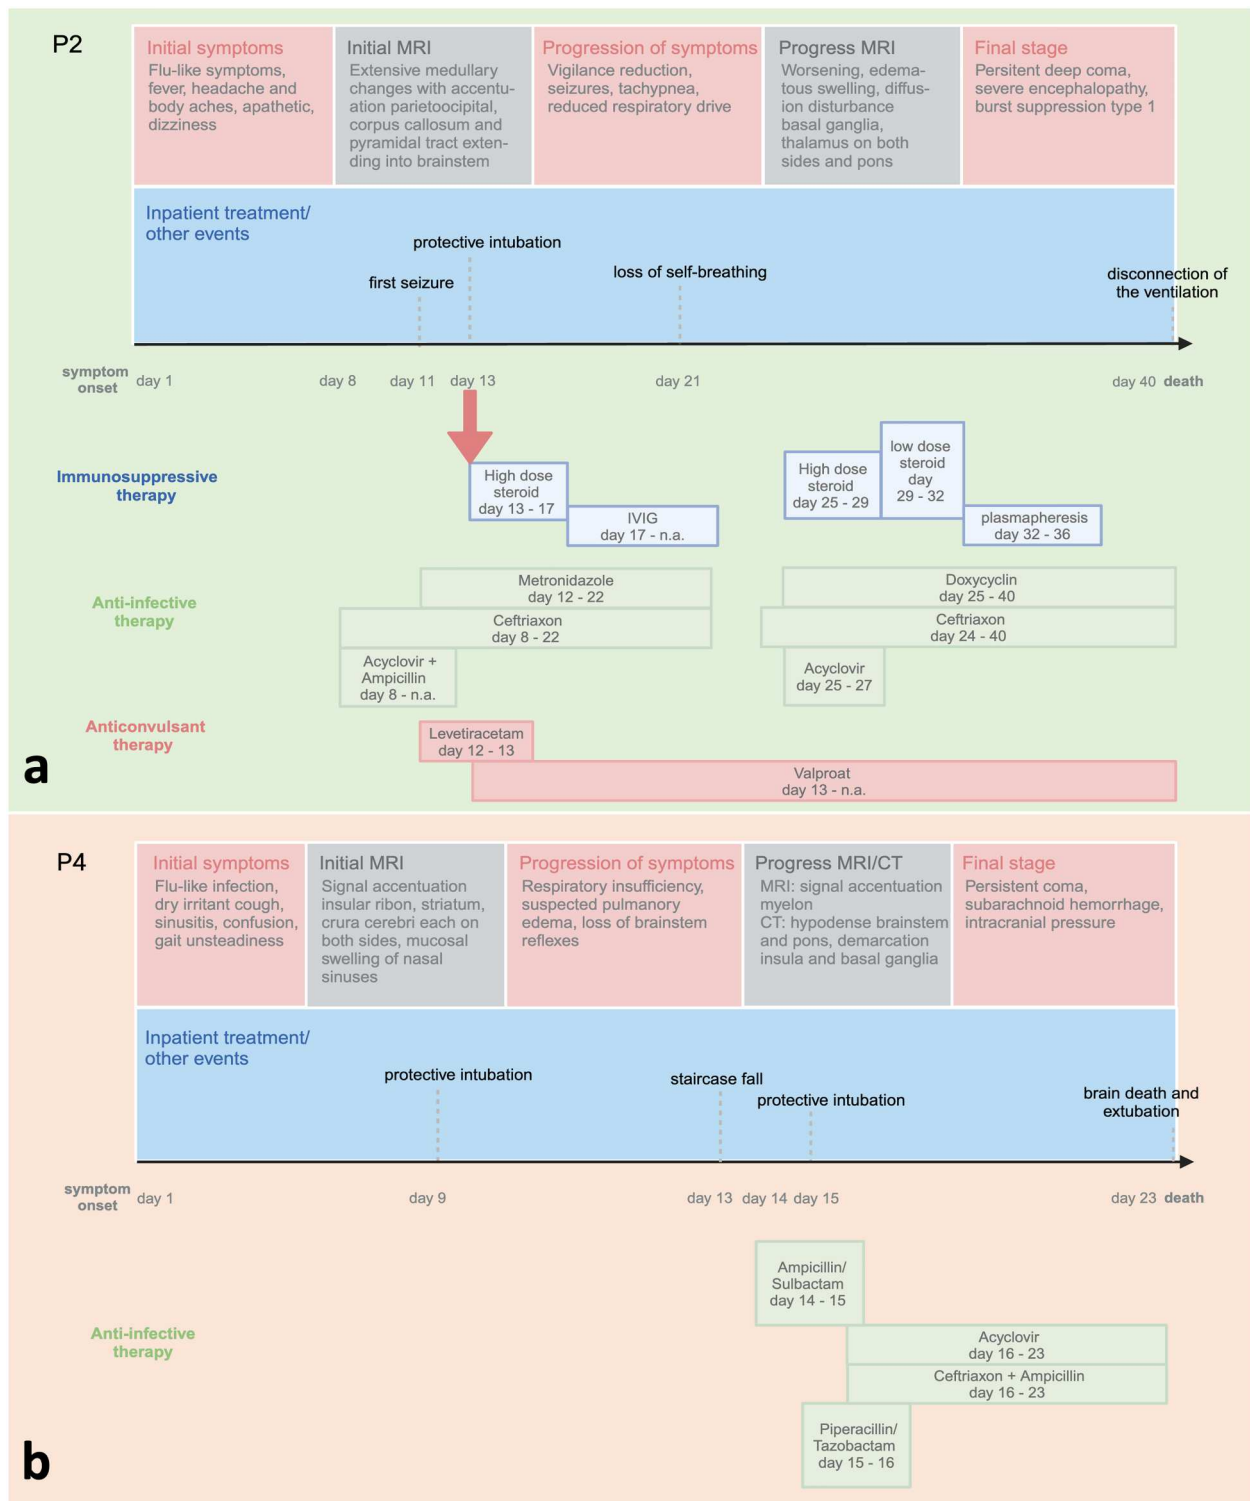 P2
Initial symptoms
Flu-like symptoms,
fever, headache and
body aches, apathetic,
dizziness
Initial MRI
Extensive medullary
changes with accentu-
ation parietoocipital,
corpus callosum and
pyramidal tract exten-
ding into brainstem
Progression of symptoms
Vigilance reduction,
seizures, tachypnea,
reduced respiratory drive
Progress MRI
Worsening, edema-
tous swelling, diffus-
ion disturbance
basal ganglia,
thalamus on both
sides and pons
Final stage
Persitent deep coma,
severe encephalopathy,
burst suppression type 1
Inpatient treatment/
other events
first seizure
protective intubation
loss of self-breathing
disconnection of
the ventilation
symptom
onset
day 1
day 8
day 11
day 13
day 21
day 40
death
Immunosuppressive
therapy
High dose
steroid
day 13 - 17
IVIG
day 17 - n.a.
High dose
steroid
day 25 - 29
low dose
steroid
day
29 - 32
plasmapheresis
day 32 - 36
Anti-infective
therapy
Metronidazole
day 12 - 22
Doxycyclin
day 25 - 40
Ceftriaxon
day 8 - 22
Ceftriaxon
day 24 - 40
Acyclovir +
Ampicillin
day 8 - n.a.
Acyclovir
day 25 - 27
Anticonvulsant
therapy
Levetiracetam
day 12 - 13
Valproat
day 13 - n.a.
a
P4
Initial symptoms
Flu-like infection,
dry irritant cough,
sinusitis, confusion,
gait unsteadiness
Initial MRI
Signal accentuation
insular ribon, striatum,
crura cerebri each on
both sides, mucosal
swelling of nasal
sinuses
Progression of symptoms
Respiratory insufficiency,
suspected pulmonary
edema, loss of brainstem
reflexes
Progress MRI/CT
MRI: signal accentuation
myelon
CT: hypodense brainstem
and pons, demarcation
insula and basal ganglia
Final stage
Persistent coma,
subarachnoid hemorrhage,
intracranial pressure
Inpatient treatment/
other events
protective intubation
staircase fall
protective intubation
brain death and
extubation
symptom
onset
day 1
day 9
day 13
day 14
day 15
day 23
death
Anti-infective
therapy
Ampicillin/
Sulbactam
day 14 - 15
Acyclovir
day 16 - 23
Ceftriaxon + Ampicillin
day 16 - 23
Piperacillin/
Tazobactam
day 15 - 16
b